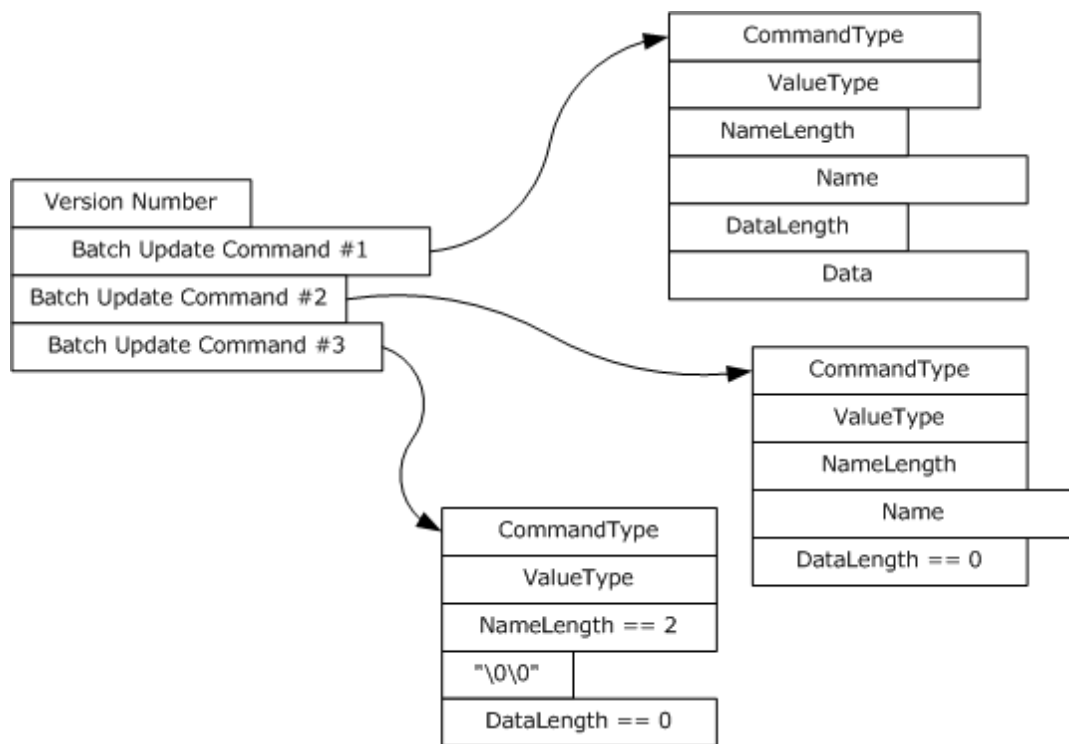 CommandType
ValueType
NameLength
Name
DataLength
Data
Version Number
Batch Update Command #1
Batch Update Command #2
Batch Update Command #3
CommandType
ValueType
NameLength
Name
DataLength == 0
CommandType
ValueType
NameLength == 2
"\0\0"
DataLength == 0